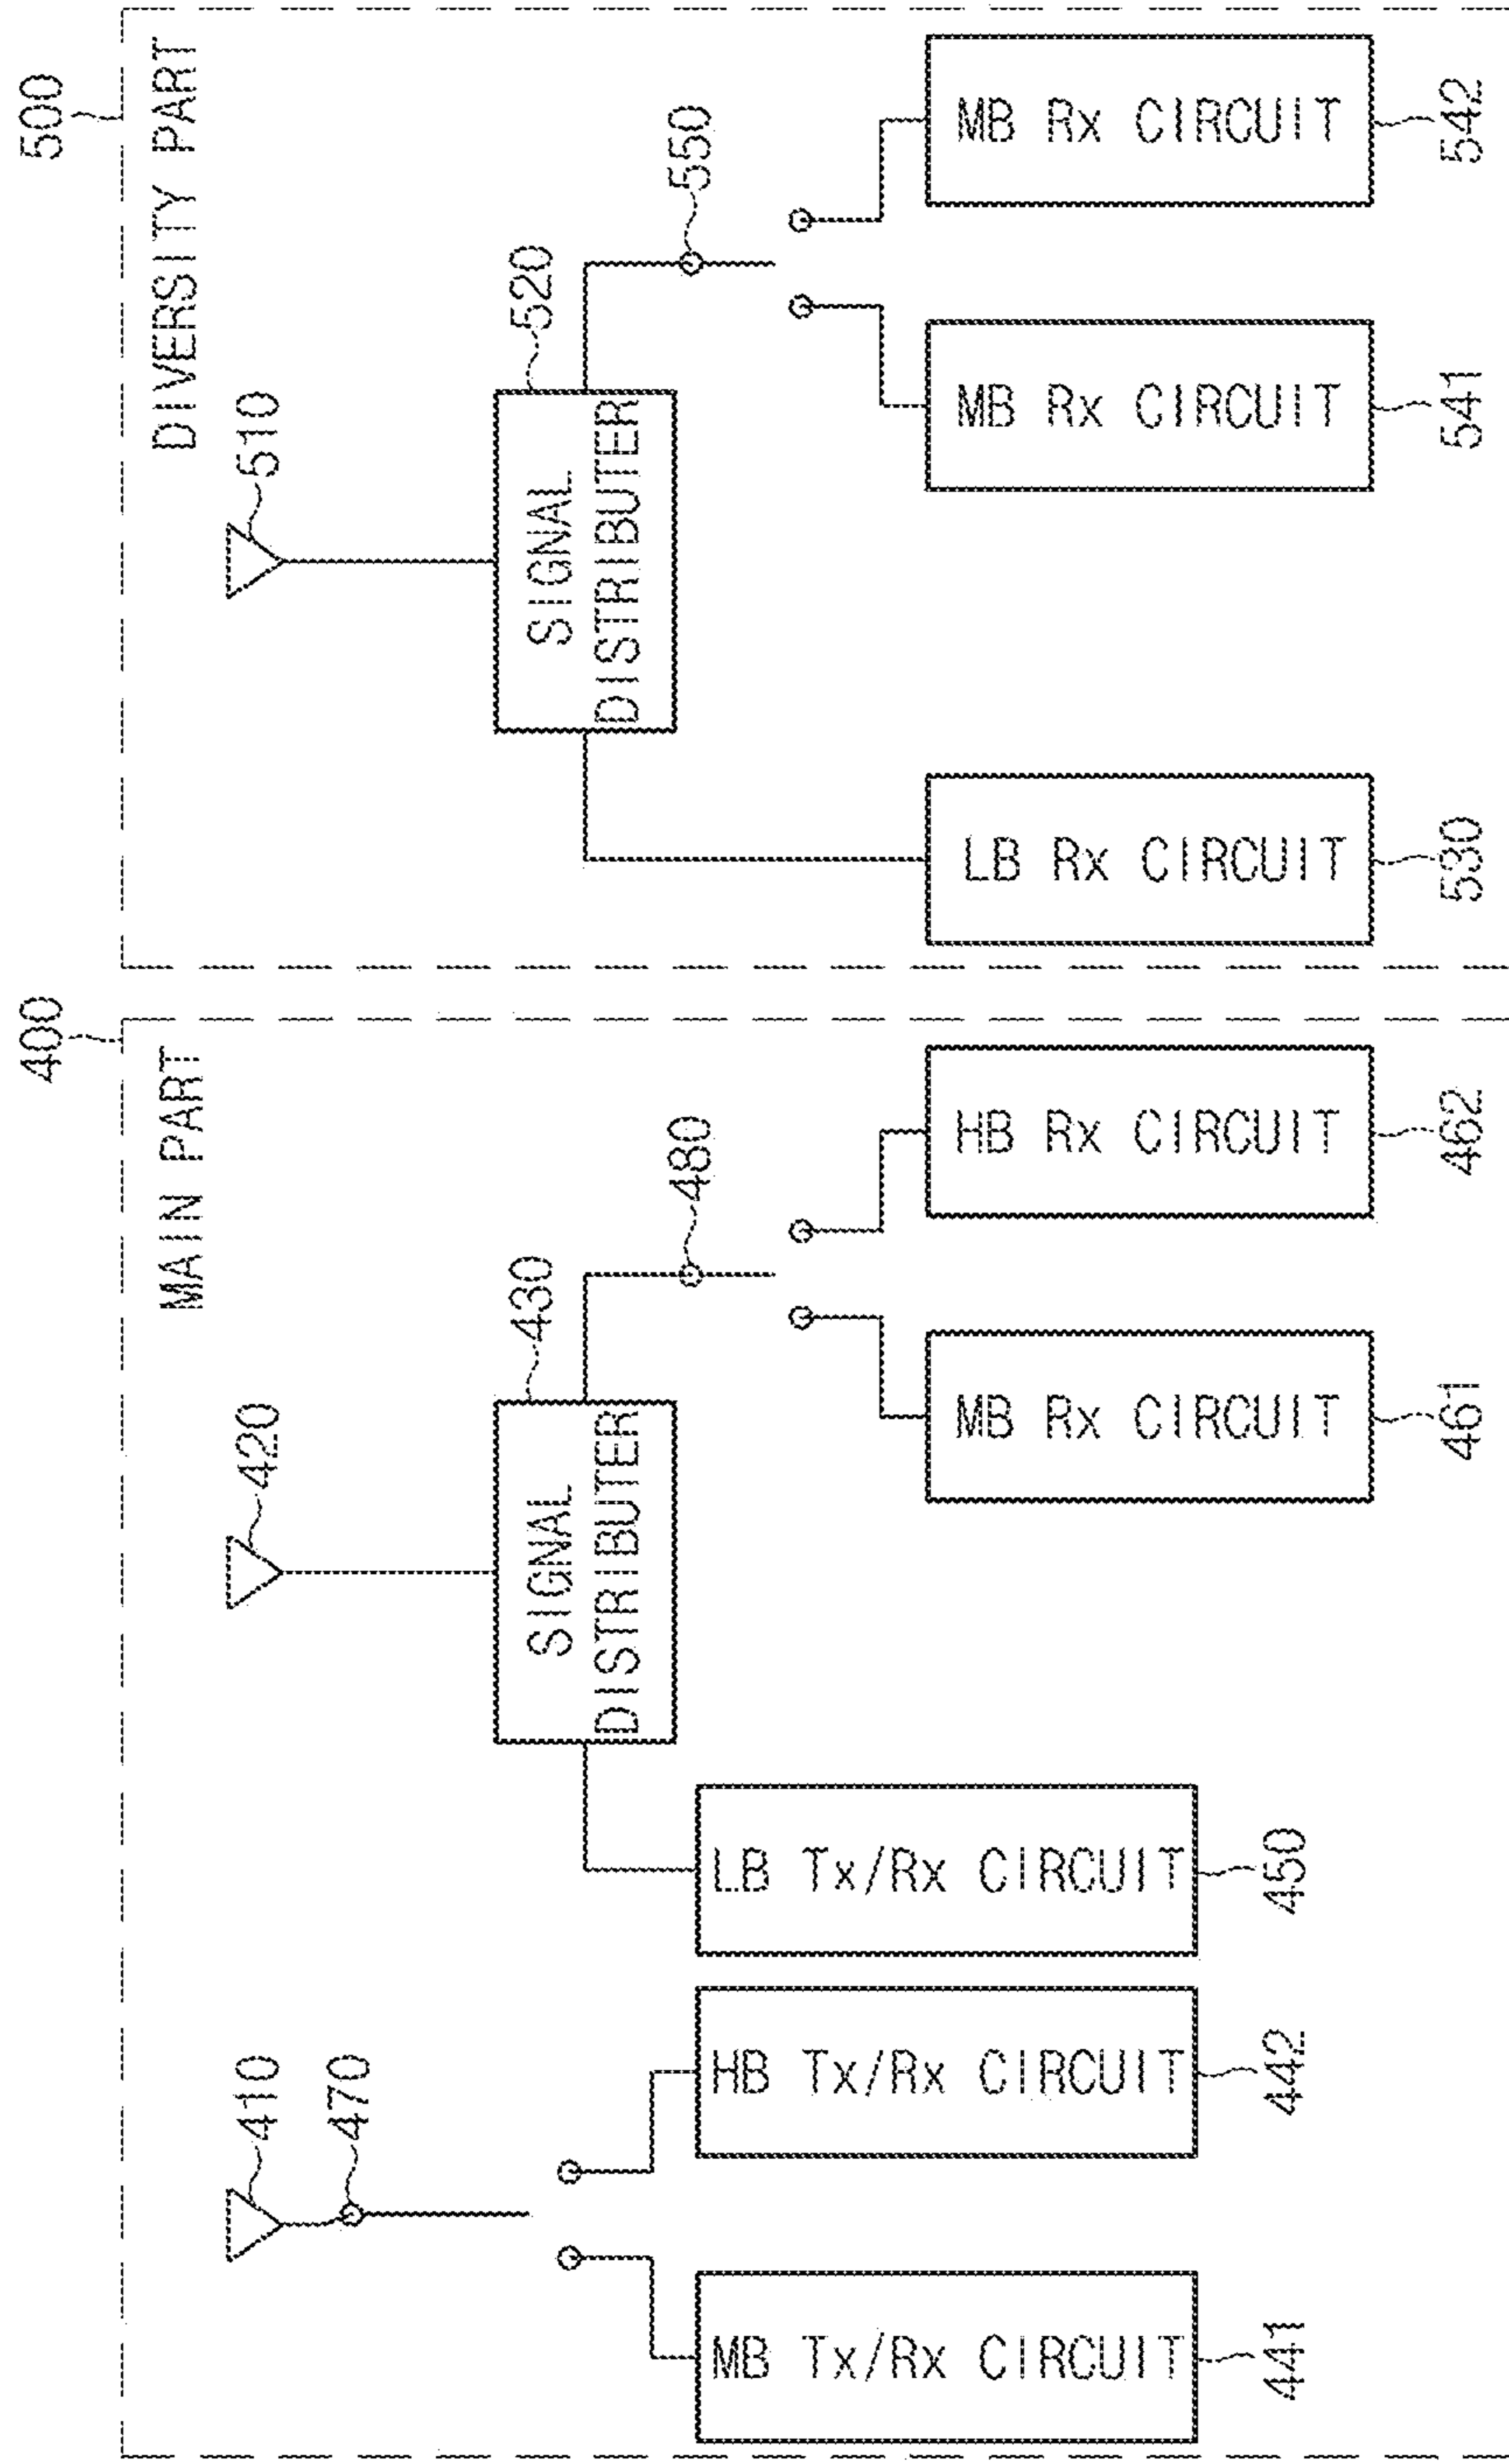 400
MAIN PART
410
470
420
430
SIGNAL
DISTRIBUTER
480
MB Tx/Rx CIRCUIT
441
HB Tx/Rx CIRCUIT
442
LB Tx/Rx CIRCUIT
450
MB Rx CIRCUIT
461
HB Rx CIRCUIT
462
500
DIVERSITY PART
510
520
SIGNAL
DISTRIBUTER
550
LB Rx CIRCUIT
530
MB Rx CIRCUIT
541
MB Rx CIRCUIT
542